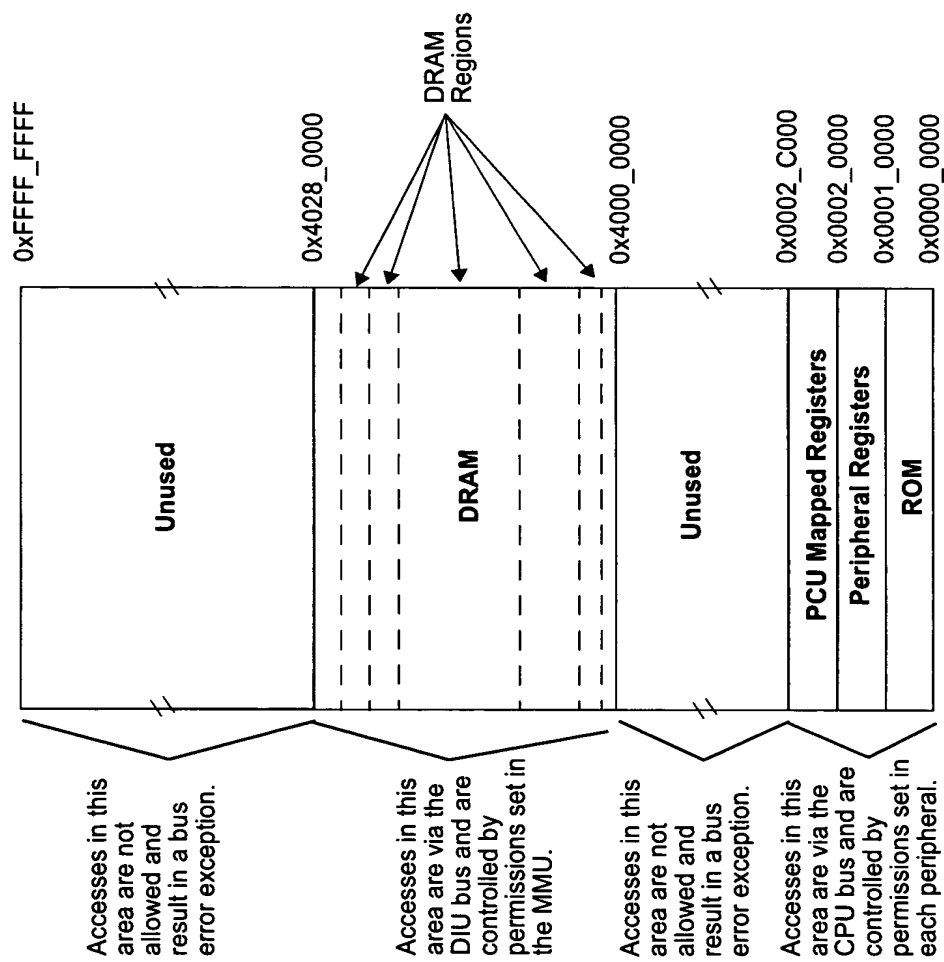 0xFFFF_FFFF
Unused
Accesses in this
area are not
allowed and
result in a bus
error exception.
0x4028_0000
DRAM
Regions
DRAM
Accesses in this
area are via the
DIU bus and are
controlled by
permissions set in
the MMU.
0x4000_0000
Unused
Accesses in this
area are not
allowed and
result in a bus
error exception.
0x0002_C000
PCU Mapped Registers
0x0002_0000
Peripheral Registers
0x0001_0000
ROM
0x0000_0000
Accesses in this
area are via the
CPU bus and are
controlled by
permissions set in
each peripheral.